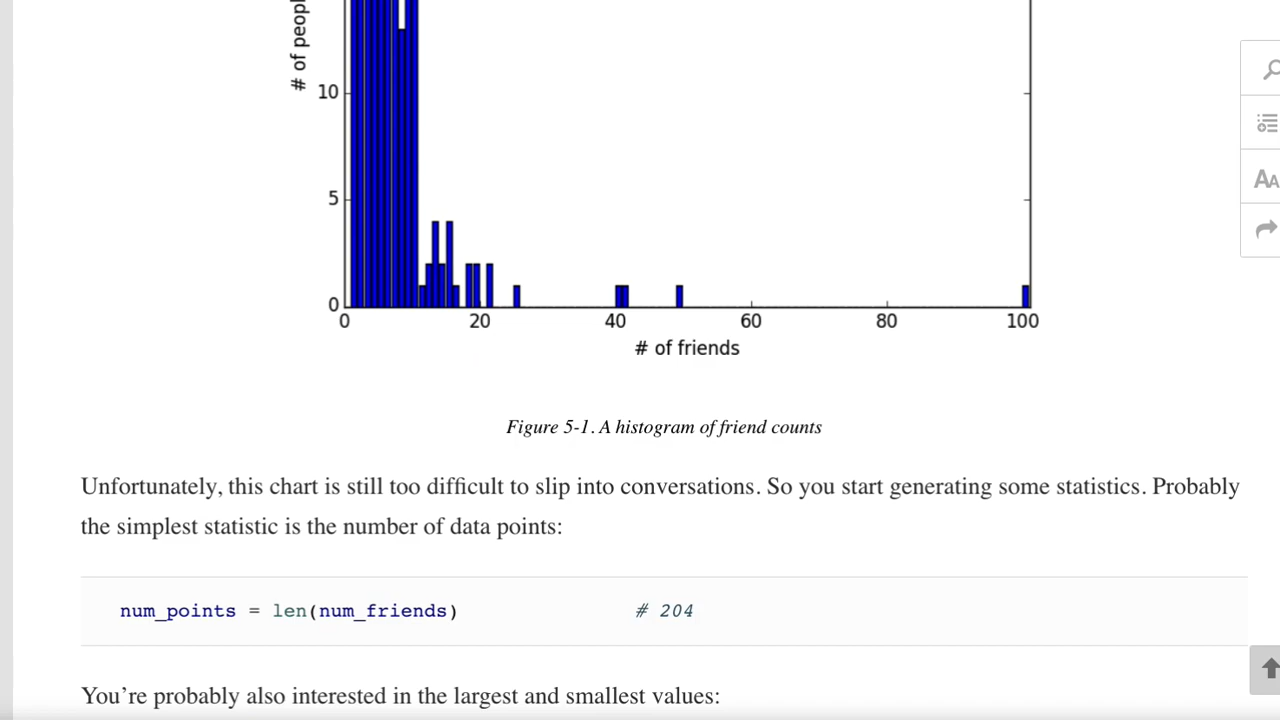 # of peopl
10
5
0
0 20 40 60 80 100
# of friends
Figure 5-1. A histogram of friend counts
Unfortunately, this chart is still too difficult to slip into conversations. So you start generating some statistics. Probably
the simplest statistic is the number of data points:
num_points = len(num_friends) # 204
You’re probably also interested in the largest and smallest values:
AA